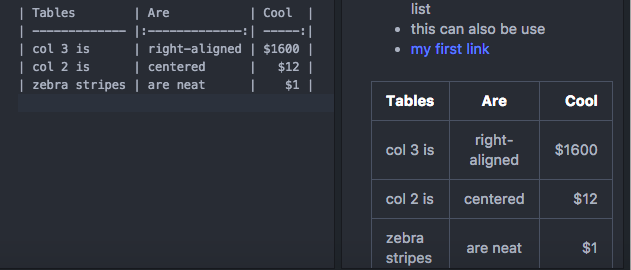 | Tables        | Are           | Cool  |
| ------------- |:-------------:| -----:|
| col 3 is      | right-aligned | $1600 |
| col 2 is      | centered      |   $12 |
| zebra stripes | are neat      |    $1 |
list
• this can also be use
• my first link
Tables Are Cool
col 3 is right-aligned $1600
col 2 is centered $12
zebra stripes are neat $1